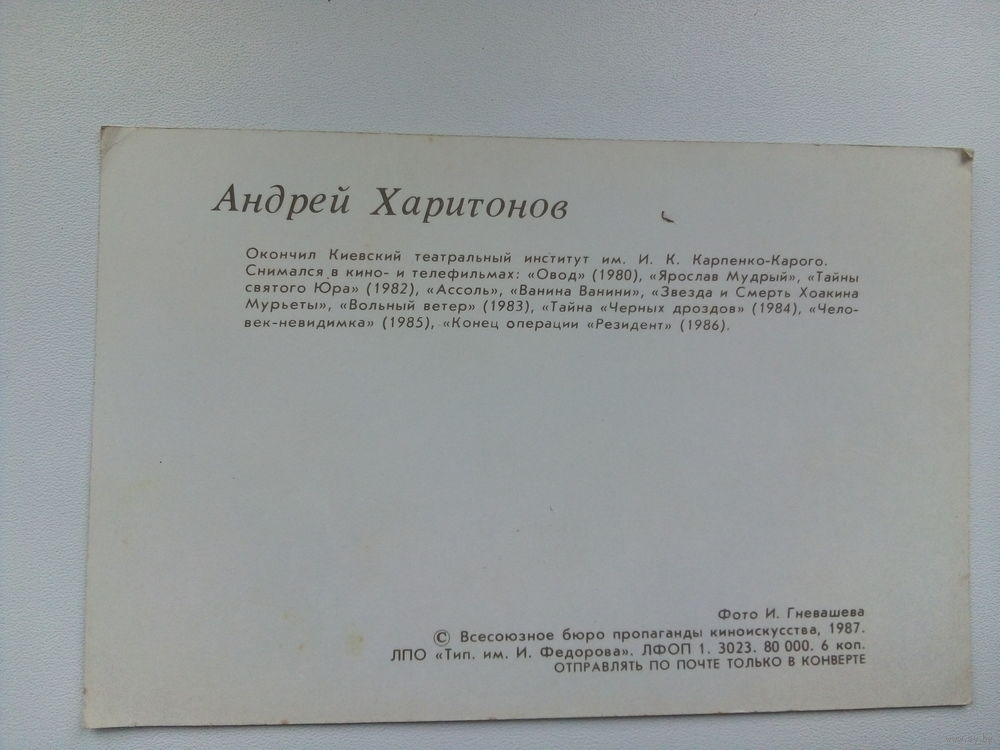 Андрей Харитонов
Окончил Киевский театральный институт им. И. К. Карпенко-Карого.
Снимался в кино- и телефильмах: «Овод» (1980), «Ярослав Мудрый», «Тайны
святого Юра» (1982), «Ассоль», «Ванина Ванини», «Звезда и Смерть Хоакина
Мурьеты», «Вольный ветер» (1983), «Тайна «Черных дроздов» (1984), «Чело-
век-невидимка» (1985), «Конец операции «Резидент» (1986).
Фото И. Гневашева
© Всесоюзное бюро пропаганды киноискусства, 1987.
ЛПО «Тип. им. И. Федорова». ЛФОП 1. 3023. 80 000. 6 коп.
ОТПРАВЛЯТЬ ПО ПОЧТЕ ТОЛЬКО В КОНВЕРТЕ